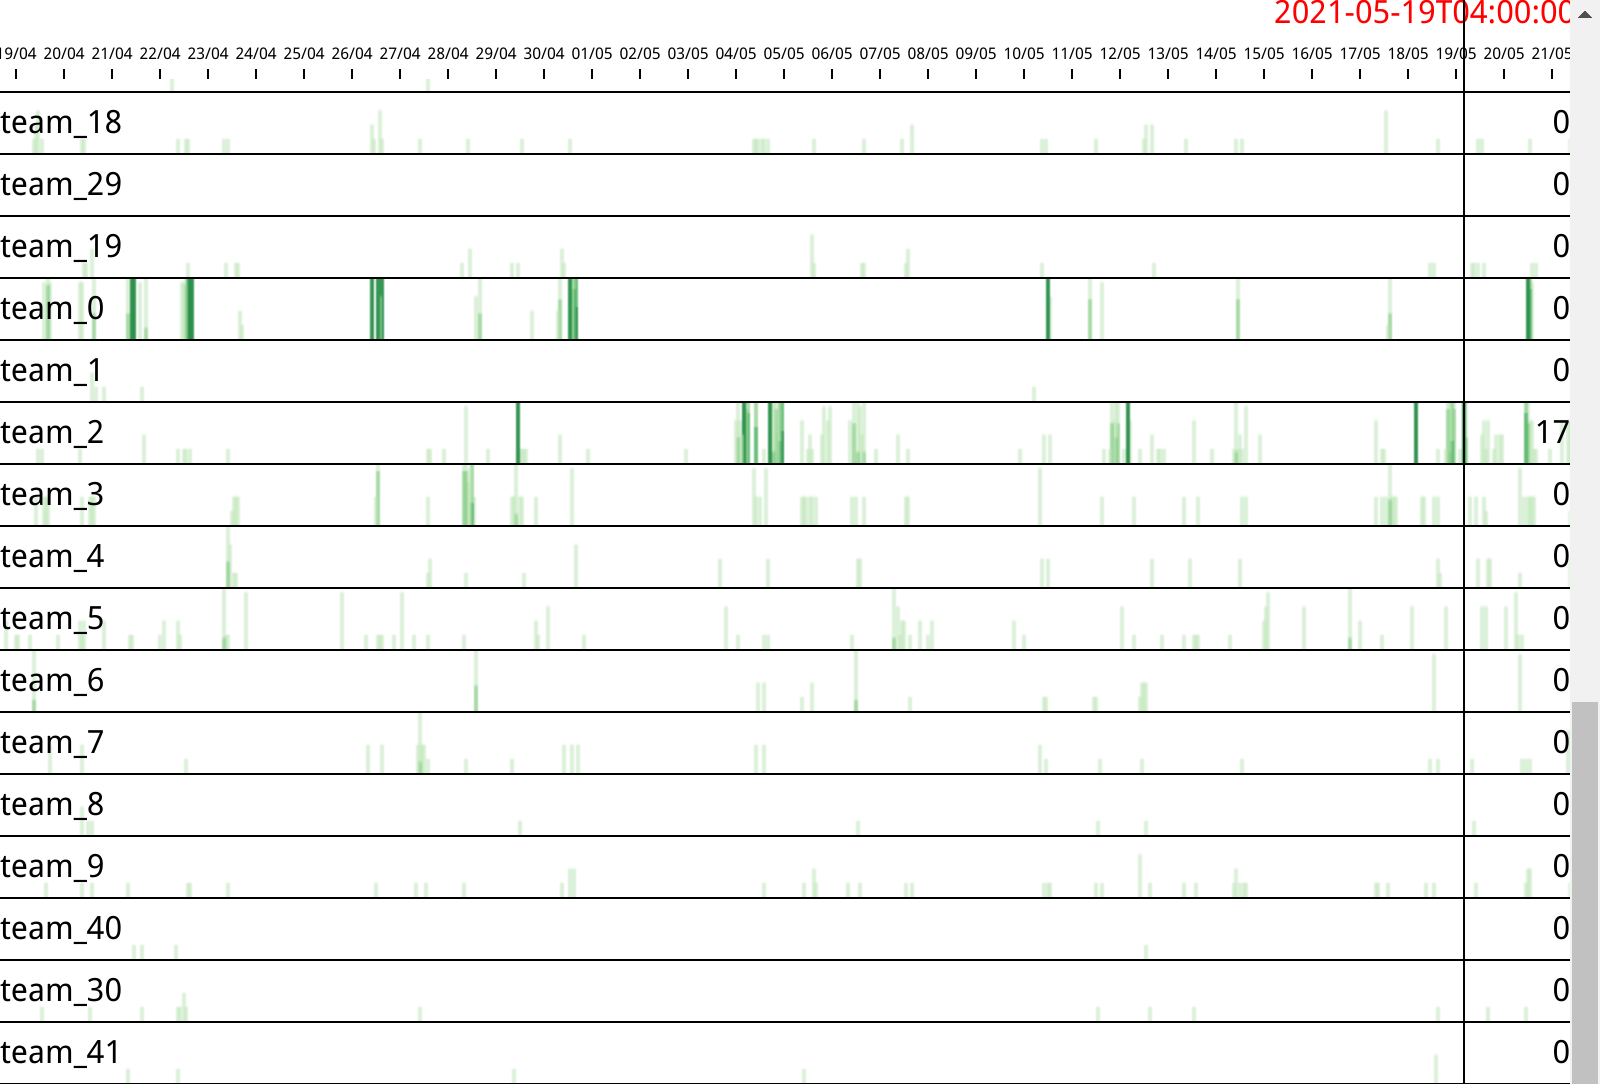 2021-05-19T04:00:00
19/04 20/04 21/04 22/04 23/04 24/04 25/04 26/04 27/04 28/04 29/04 30/04 01/05 02/05 03/05 04/05 05/05 06/05 07/05 08/05 09/05 10/05 11/05 12/05 13/05 14/05 15/05 16/05 17/05 18/05 19/05 20/05 21/05
team_18 0
team_29 0
team_19 0
team_0 0
team_1 0
team_2 17
team_3 0
team_4 0
team_5 0
team_6 0
team_7 0
team_8 0
team_9 0
team_40 0
team_30 0
team_41 0